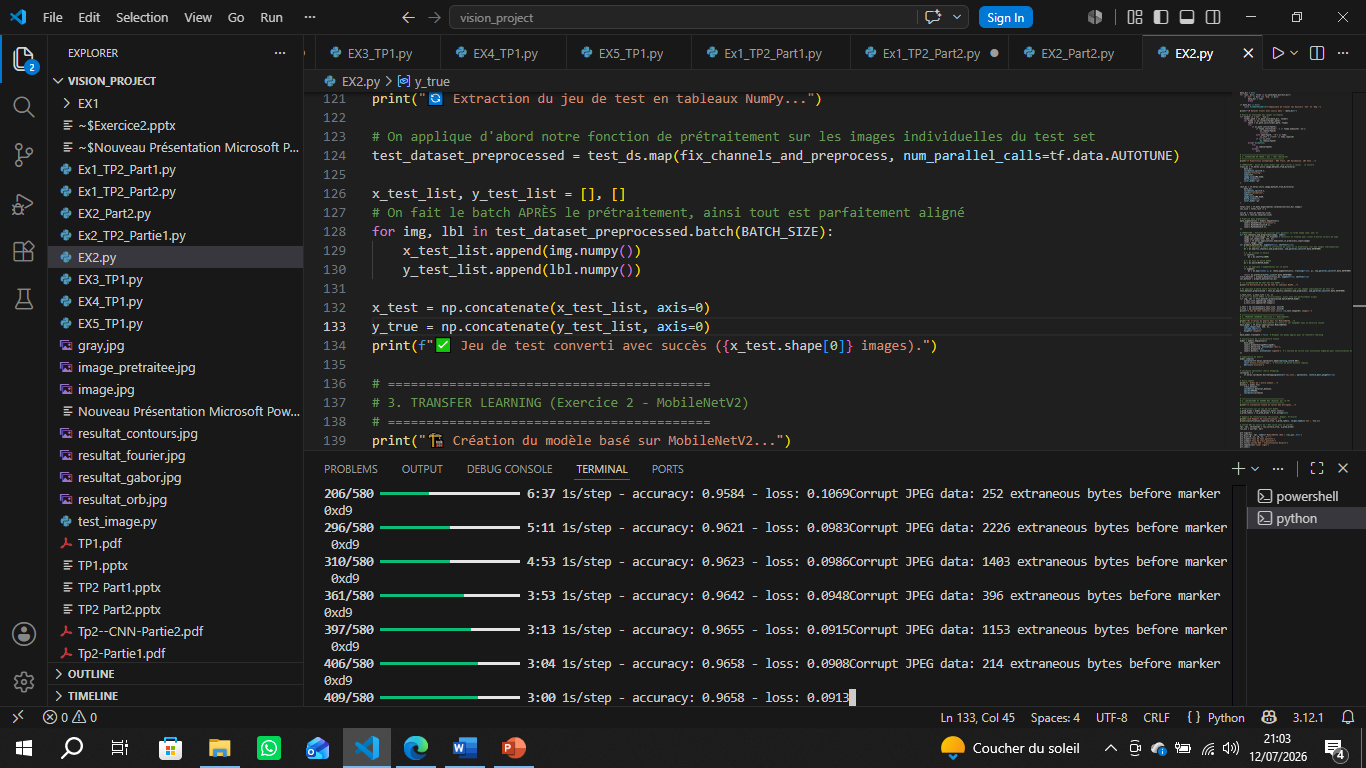 File Edit Selection View Go Run ··· vision_project Sign In
EXPLORER ···
EX3_TP1.py EX4_TP1.py EX5_TP1.py Ex1_TP2_Part1.py Ex1_TP2_Part2.py EX2_Part2.py EX2.py
2
VISION_PROJECT
EX1
~$Exercice2.pptx
~$Nouveau Présentation Microsoft P...
Ex1_TP2_Part1.py
Ex1_TP2_Part2.py
EX2_Part2.py
Ex2_TP2_Partie1.py
EX2.py
EX3_TP1.py
EX4_TP1.py
EX5_TP1.py
gray.jpg
image_pretraitee.jpg
image.jpg
Nouveau Présentation Microsoft Pow...
resultat_contours.jpg
resultat_fourier.jpg
resultat_gabor.jpg
resultat_orb.jpg
test_image.py
TP1.pdf
TP1.pptx
TP2 Part1.pptx
TP2 Part2.pptx
Tp2--CNN-Partie2.pdf
Tp2-Partie1.pdf
OUTLINE
TIMELINE
EX2.py > y_true
121 print("🔄 Extraction du jeu de test en tableaux NumPy...")
122
123 # On applique d'abord notre fonction de prétraitement sur les images individuelles du test set
124 test_dataset_preprocessed = test_ds.map(fix_channels_and_preprocess, num_parallel_calls=tf.data.AUTOTUNE)
125
126 x_test_list, y_test_list = [], []
127 # On fait le batch APRÈS le prétraitement, ainsi tout est parfaitement aligné
128 for img, lbl in test_dataset_preprocessed.batch(BATCH_SIZE):
129 x_test_list.append(img.numpy())
130 y_test_list.append(lbl.numpy())
131
132 x_test = np.concatenate(x_test_list, axis=0)
133 y_true = np.concatenate(y_test_list, axis=0)
134 print(f"✅ Jeu de test converti avec succès ({x_test.shape[0]} images).")
135
136 # ==========================================
137 # 3. TRANSFER LEARNING (Exercice 2 - MobileNetV2)
138 # ==========================================
139 print("🏗️ Création du modèle basé sur MobileNetV2...")
PROBLEMS OUTPUT DEBUG CONSOLE TERMINAL PORTS
206/580 6:37 1s/step - accuracy: 0.9584 - loss: 0.1069Corrupt JPEG data: 252 extraneous bytes before marker
0xd9
296/580 5:11 1s/step - accuracy: 0.9621 - loss: 0.0983Corrupt JPEG data: 2226 extraneous bytes before marker
0xd9
310/580 4:53 1s/step - accuracy: 0.9623 - loss: 0.0986Corrupt JPEG data: 1403 extraneous bytes before marker
0xd9
361/580 3:53 1s/step - accuracy: 0.9642 - loss: 0.0948Corrupt JPEG data: 396 extraneous bytes before marker
0xd9
397/580 3:13 1s/step - accuracy: 0.9655 - loss: 0.0915Corrupt JPEG data: 1153 extraneous bytes before marker
0xd9
406/580 3:04 1s/step - accuracy: 0.9658 - loss: 0.0908Corrupt JPEG data: 214 extraneous bytes before marker
0xd9
409/580 3:00 1s/step - accuracy: 0.9658 - loss: 0.0913
powershell
python
0 0 Ln 133, Col 45 Spaces: 4 UTF-8 CRLF { } Python 3.12.1
Coucher du soleil
21:03
12/07/2026
4